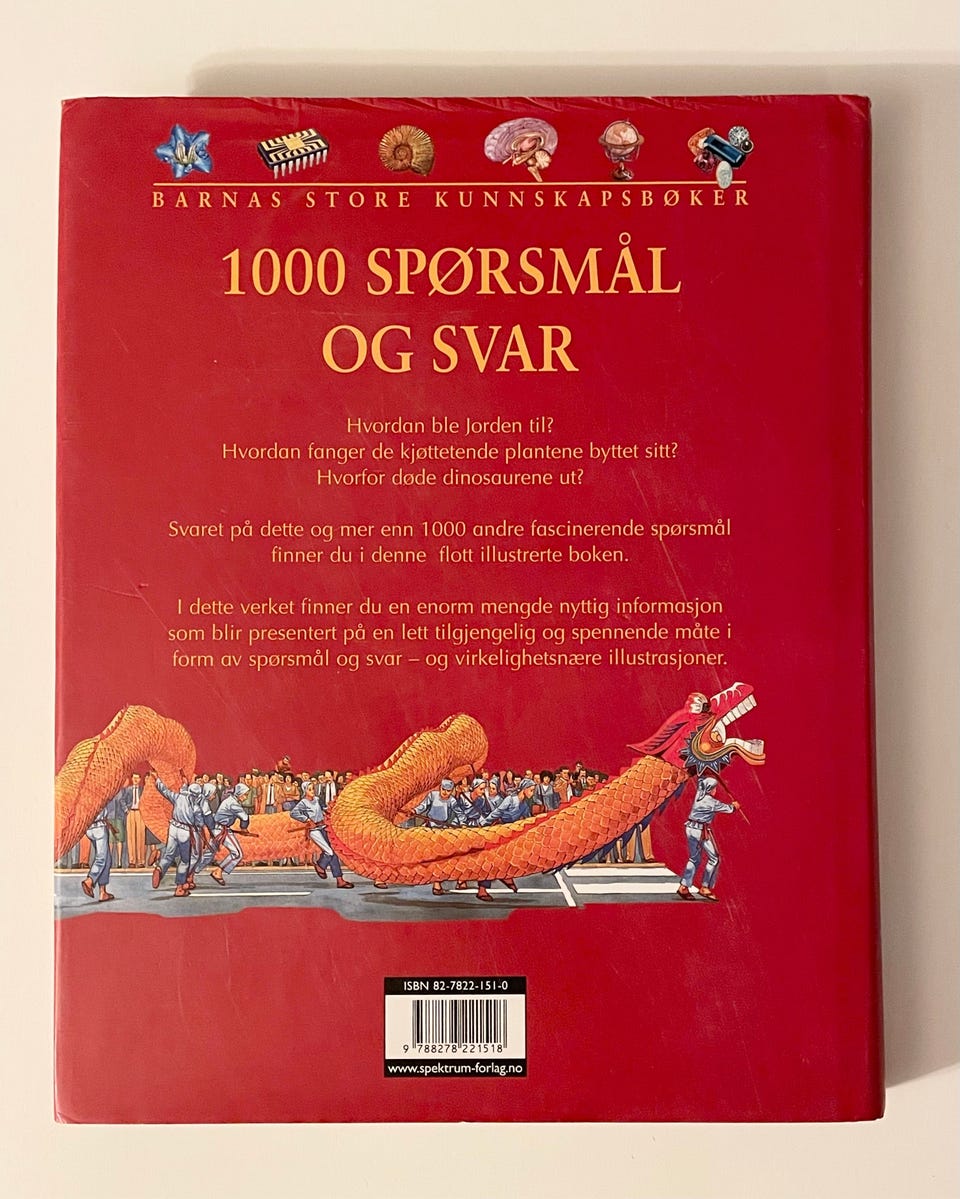 BARNAS STORE KUNNSKAPSBØKER
1000 SPØRSMÅL
OG SVAR
Hvordan ble Jorden til?
Hvordan fanger de kjøttetende plantene byttet sitt?
Hvorfor døde dinosaurene ut?
Svaret på dette og mer enn 1000 andre fascinerende spørsmål
finner du i denne flott illustrerte boken.
I dette verket finner du en enorm mengde nyttig informasjon
som blir presentert på en lett tilgjengelig og spennende måte i
form av spørsmål og svar – og virkelighetsnære illustrasjoner.
ISBN 82-7822-151-0
9 788278 221518
www.spektrum-forlag.no